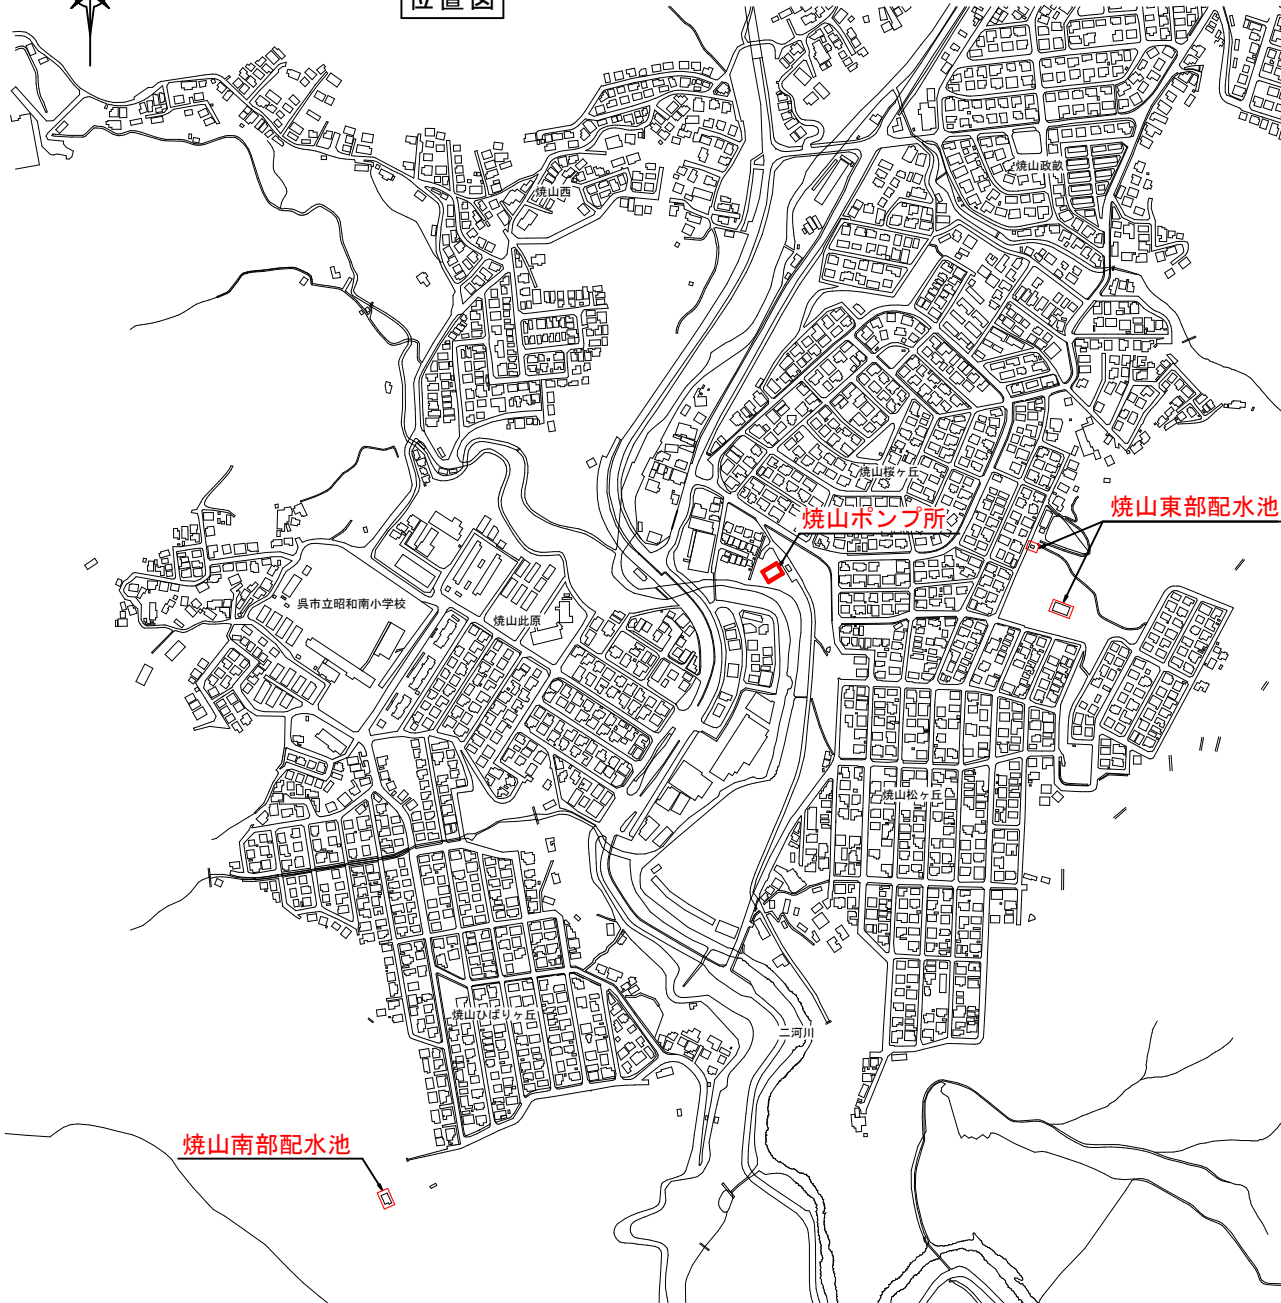 位置図
焼山政畝
焼山西
焼山桜ヶ丘
焼山東部配水池
焼山ポンプ所
呉市立昭和南小学校
焼山此原
焼山松ヶ丘
焼山ひばりヶ丘
二河川
焼山南部配水池